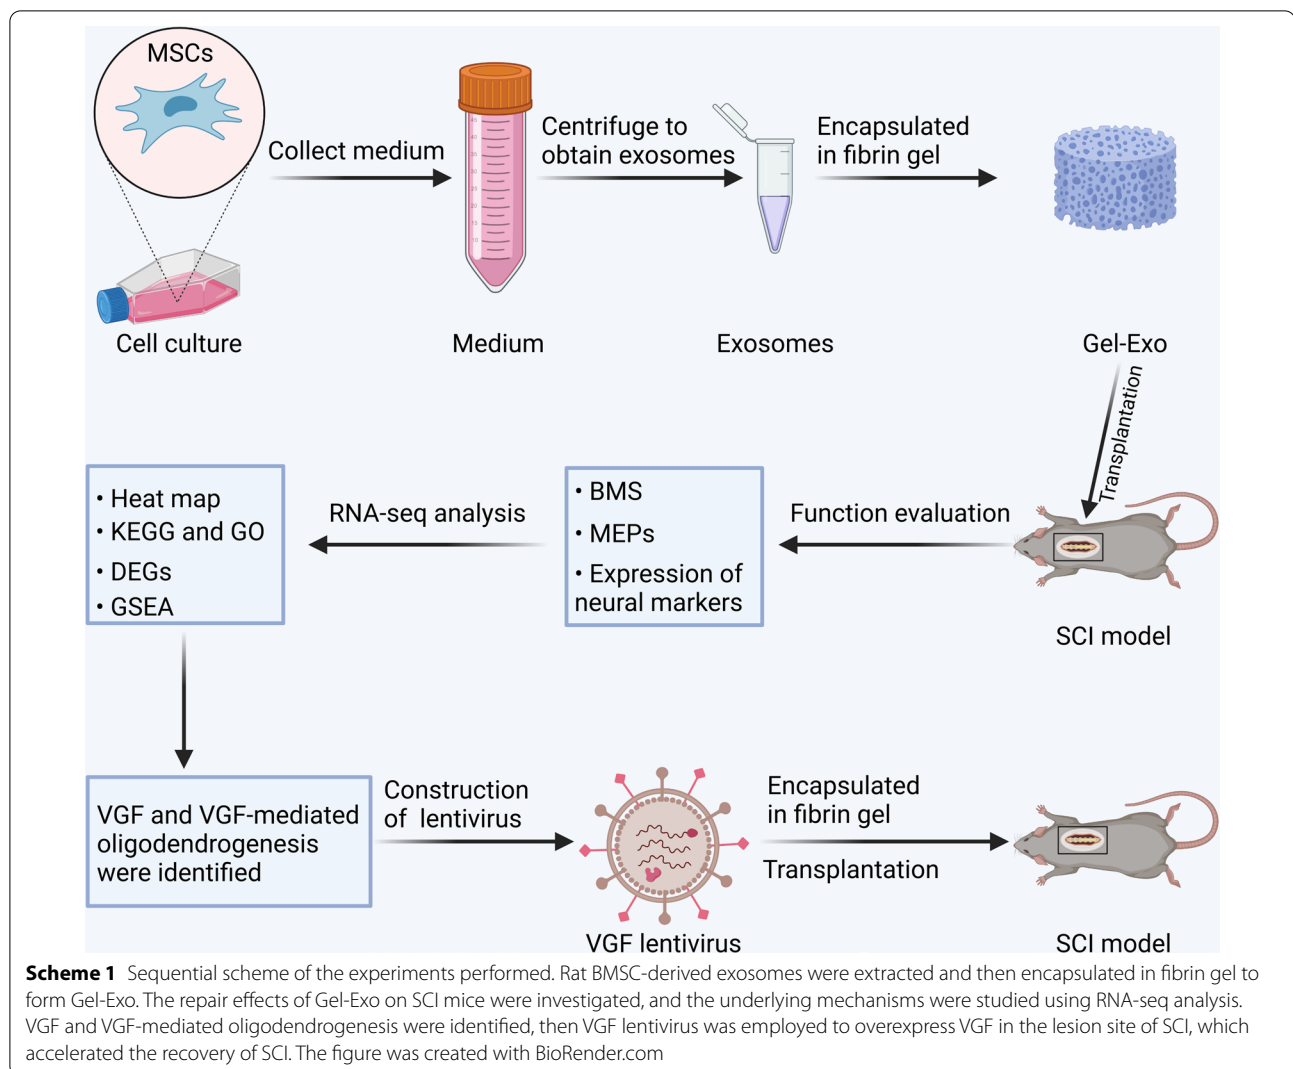 MSCs
Collect medium
Centrifuge to
obtain exosomes
Encapsulated
in fibrin gel
Cell culture
Medium
Exosomes
Gel-Exo
Transplantation
• Heat map
• KEGG and GO
• DEGs
• GSEA
RNA-seq analysis
• BMS
• MEPs
• Expression of
neural markers
Function evaluation
SCI model
VGF and VGF-mediated
oligodendrogenesis
were identified
Construction
of lentivirus
VGF lentivirus
Encapsulated
in fibrin gel
Transplantation
SCI model
Scheme 1 Sequential scheme of the experiments performed. Rat BMSC-derived exosomes were extracted and then encapsulated in fibrin gel to
form Gel-Exo. The repair effects of Gel-Exo on SCI mice were investigated, and the underlying mechanisms were studied using RNA-seq analysis.
VGF and VGF-mediated oligodendrogenesis were identified, then VGF lentivirus was employed to overexpress VGF in the lesion site of SCI, which
accelerated the recovery of SCI. The figure was created with BioRender.com